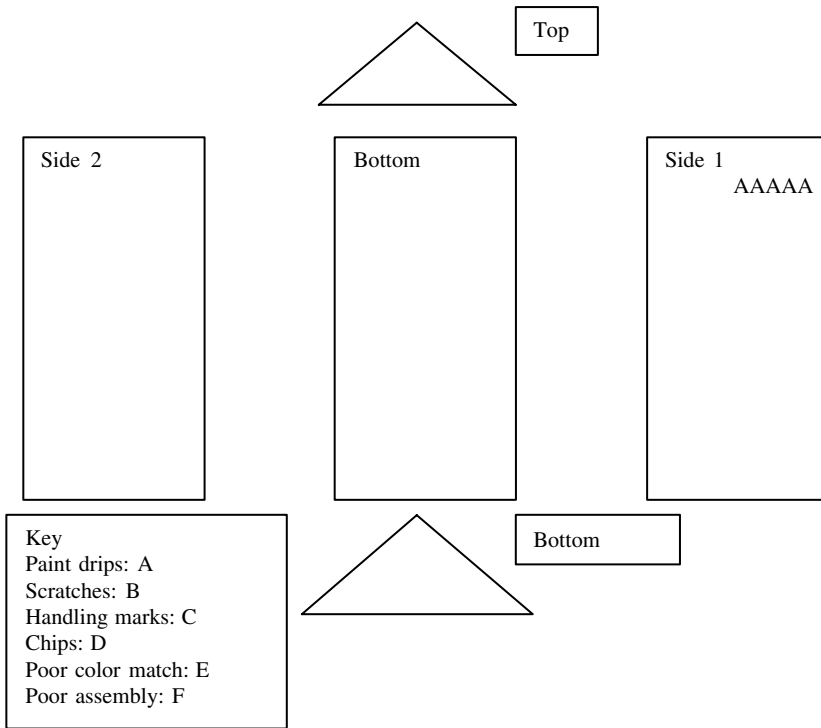 Top
Side 2
Bottom
Side 1
AAAAA
Key
Paint drips: A
Scratches: B
Handling marks: C
Chips: D
Poor color match: E
Poor assembly: F
Bottom